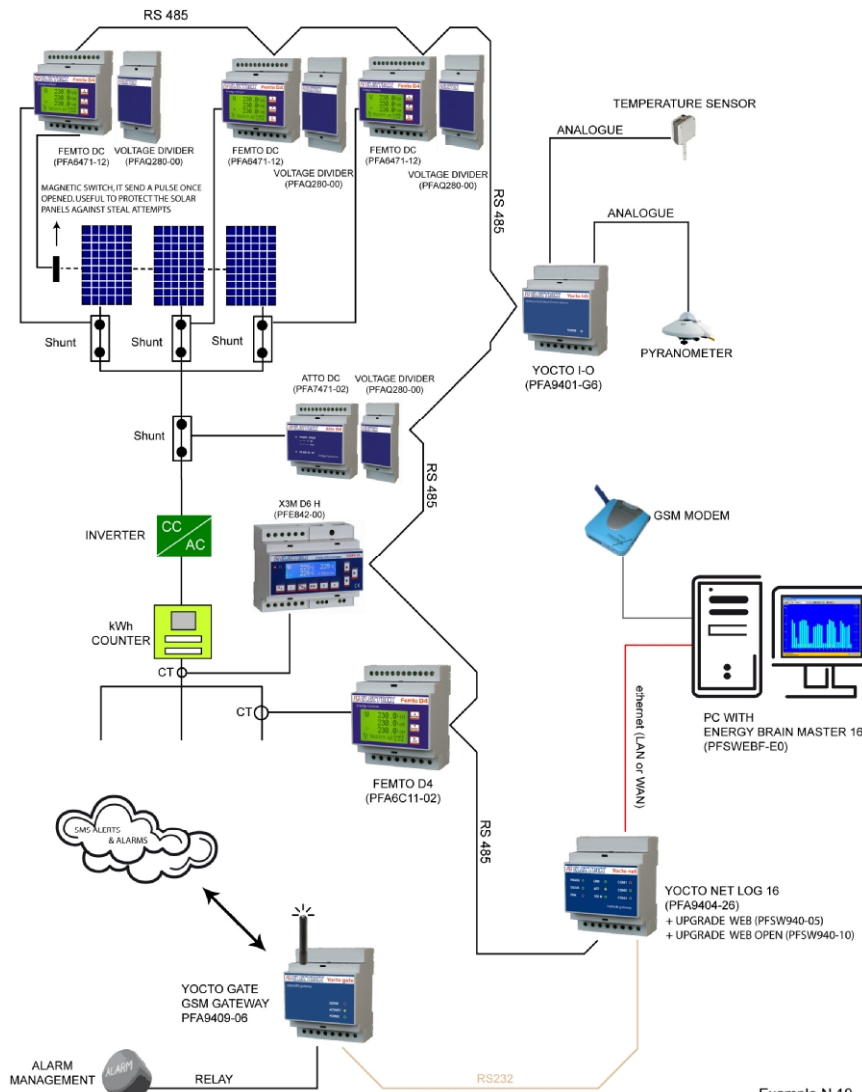 RS 485
FEMTO DC
(PFA6471-12)
VOLTAGE DIVIDER
(PFAQ280-00)
FEMTO DC
(PFA6471-12)
VOLTAGE DIVIDER
(PFAQ280-00)
FEMTO DC
(PFA6471-12)
VOLTAGE DIVIDER
(PFAQ280-00)
TEMPERATURE SENSOR
ANALOGUE
MAGNETIC SWITCH, IT SEND A PULSE ONCE
OPENED. USEFUL TO PROTECT THE SOLAR
PANELS AGAINST STEAL ATTEMPTS
RS 485
ANALOGUE
Shunt
Shunt
Shunt
YOCTO I-O
(PFA9401-G6)
PYRANOMETER
ATTO DC
(PFA7471-02)
VOLTAGE DIVIDER
(PFAQ280-00)
Shunt
RS 485
X3M D6 H
(PFE842-00)
GSM MODEM
INVERTER
CC
AC
kWh
COUNTER
CT
CT
FEMTO D4
(PFA6C11-02)
ethernet (LAN or WAN)
PC WITH
ENERGY BRAIN MASTER 16
(PFSWEBF-E0)
SMS ALERTS
& ALARMS
RS 485
YOCTO NET LOG 16
(PFA9404-26)
+ UPGRADE WEB (PFSW940-05)
+ UPGRADE WEB OPEN (PFSW940-10)
YOCTO GATE
GSM GATEWAY
PFA9409-06
ALARM
MANAGEMENT
ALARM
RELAY
RS232